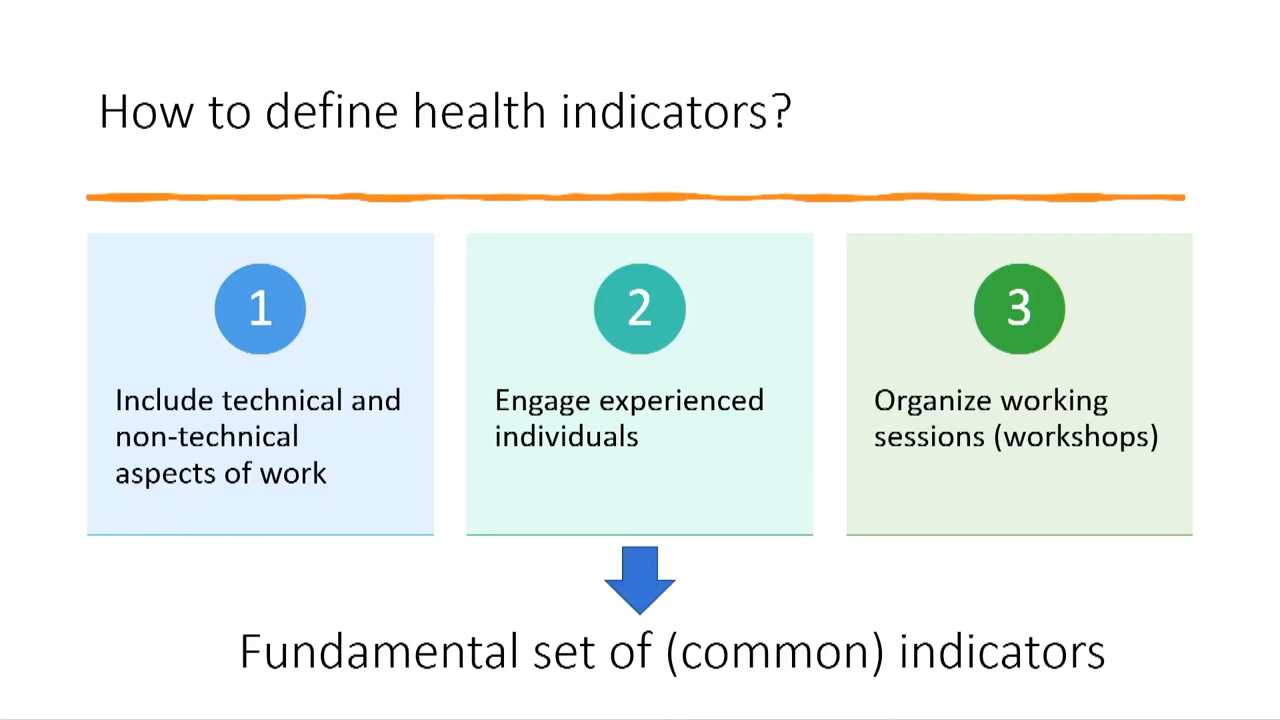 How to define health indicators?
1
Include technical and
non-technical
aspects of work
2
Engage experienced
individuals
3
Organize working
sessions (workshops)
Fundamental set of (common) indicators